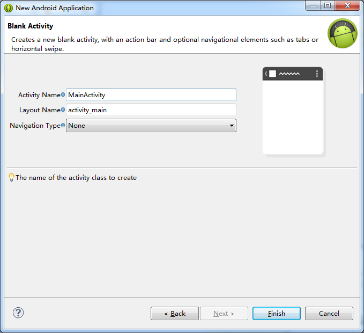 New Android Application
Blank Activity
Creates a new blank activity, with an action bar and optional navigational elements such as tabs or
horizontal swipe.
Activity Name MainActivity
Layout Name activity_main
Navigation Type None
The name of the activity class to create
?
< Back Next > Finish Cancel